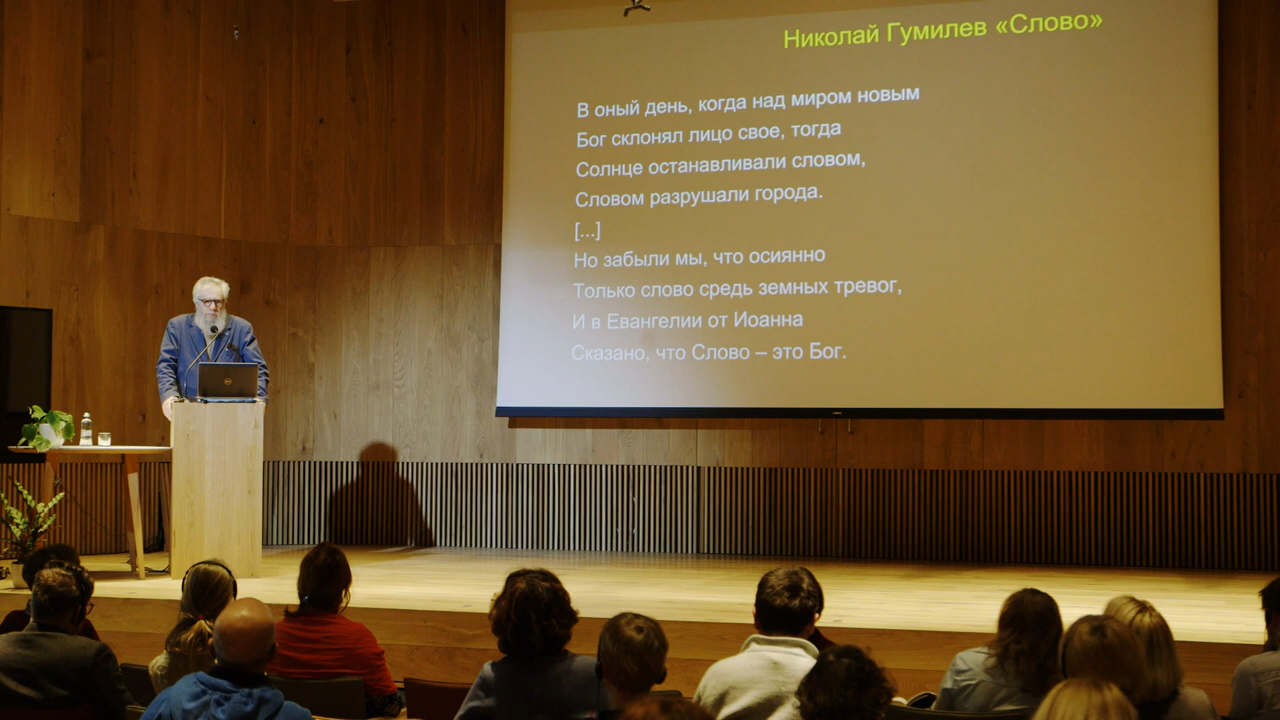 Николай Гумилев «Слово»
В оный день, когда над миром новым
Бог склонял лицо свое, тогда
Солнце останавливали словом,
Словом разрушали города.
[...]
Но забыли мы, что осиянно
Только слово средь земных тревог,
И в Евангелии от Иоанна
Сказано, что Слово – это Бог.